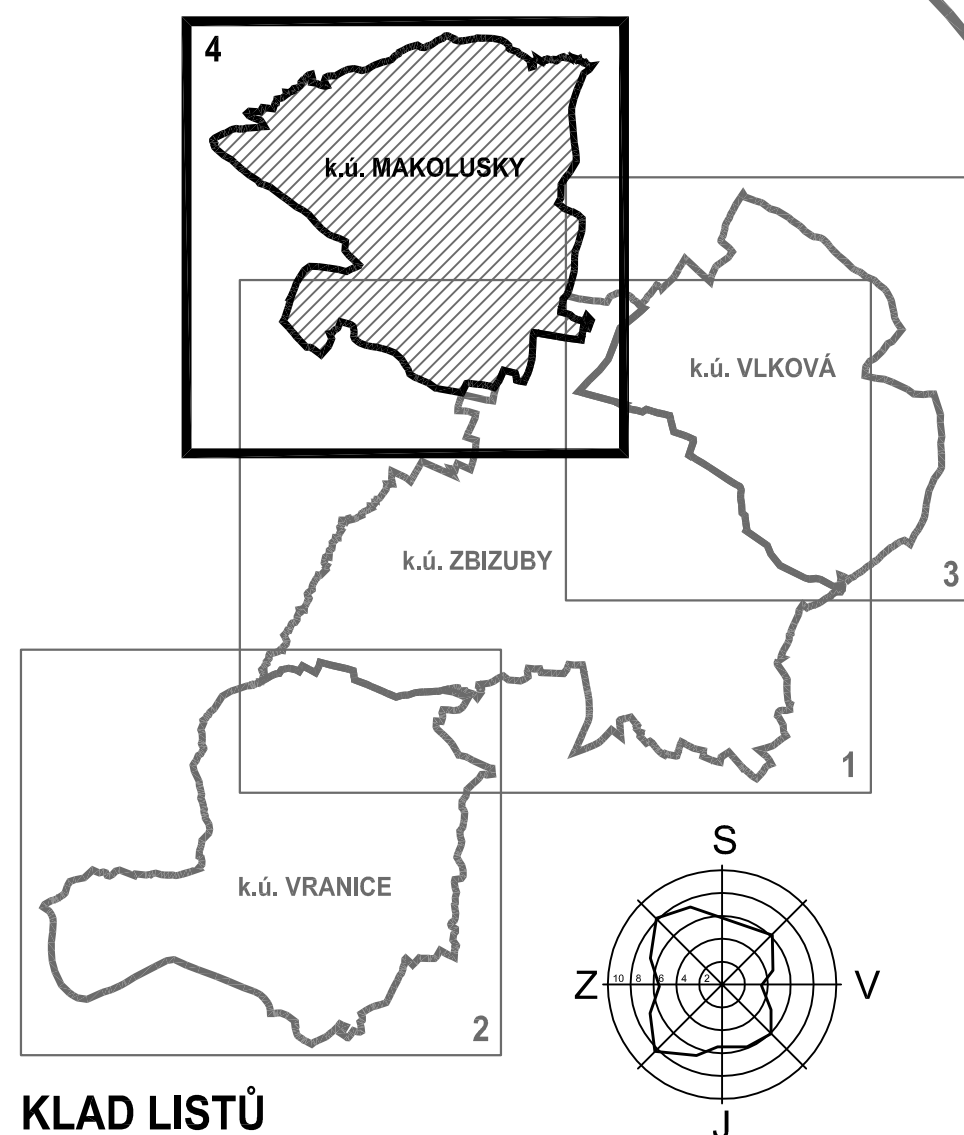 4
k.ú. MAKOLUSKY
k.ú. VLKOVÁ
k.ú. ZBIZUBY
3
1
k.ú. VRANICE
2
S
Z 10 8 6 4 2 V
J
KLAD LISTŮ